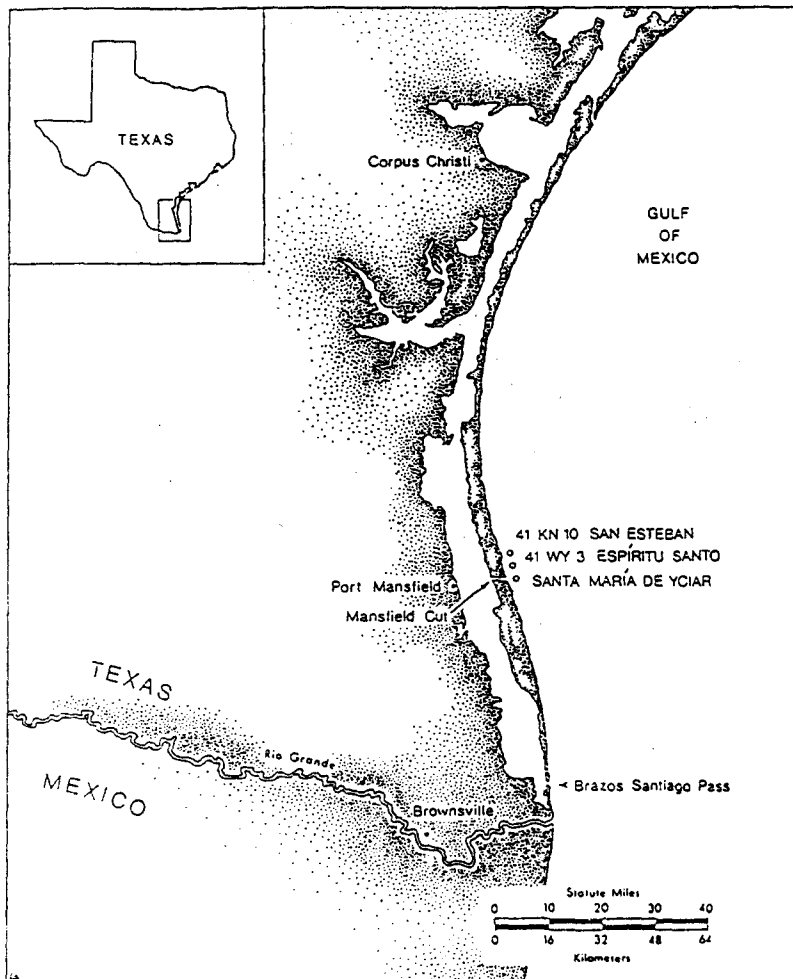 TEXAS
Corpus Christi
GULF
OF
MEXICO
41 KN 10 SAN ESTEBAN
41 WY 3 ESPÍRITU SANTO
SANTA MARÍA DE YCIAR
Port Mansfield
Mansfield Cut
TEXAS
MEXICO
Rio Grande
Brownsville
Brazos Santiago Pass
Statute Miles
0 10 20 30 40
0 16 32 48 64
Kilometers